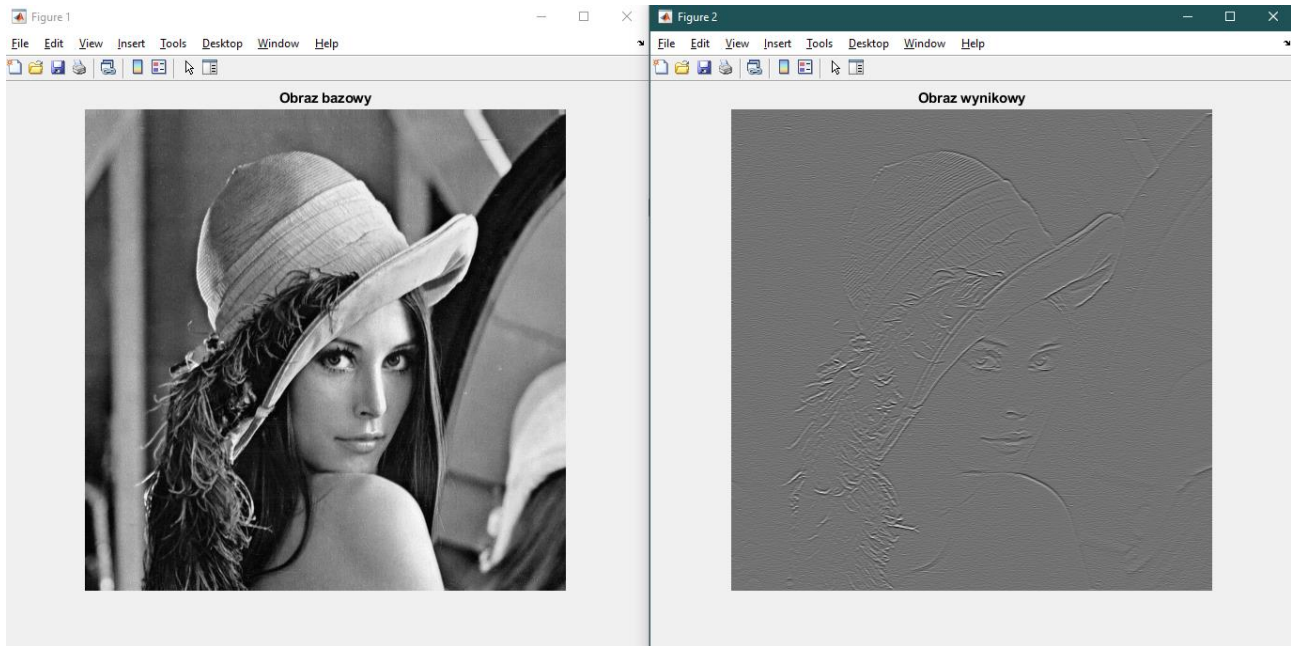 Figure 1
File Edit View Insert Tools Desktop Window Help
Obraz bazowy
Figure 2
File Edit View Insert Tools Desktop Window Help
Obraz wynikowy